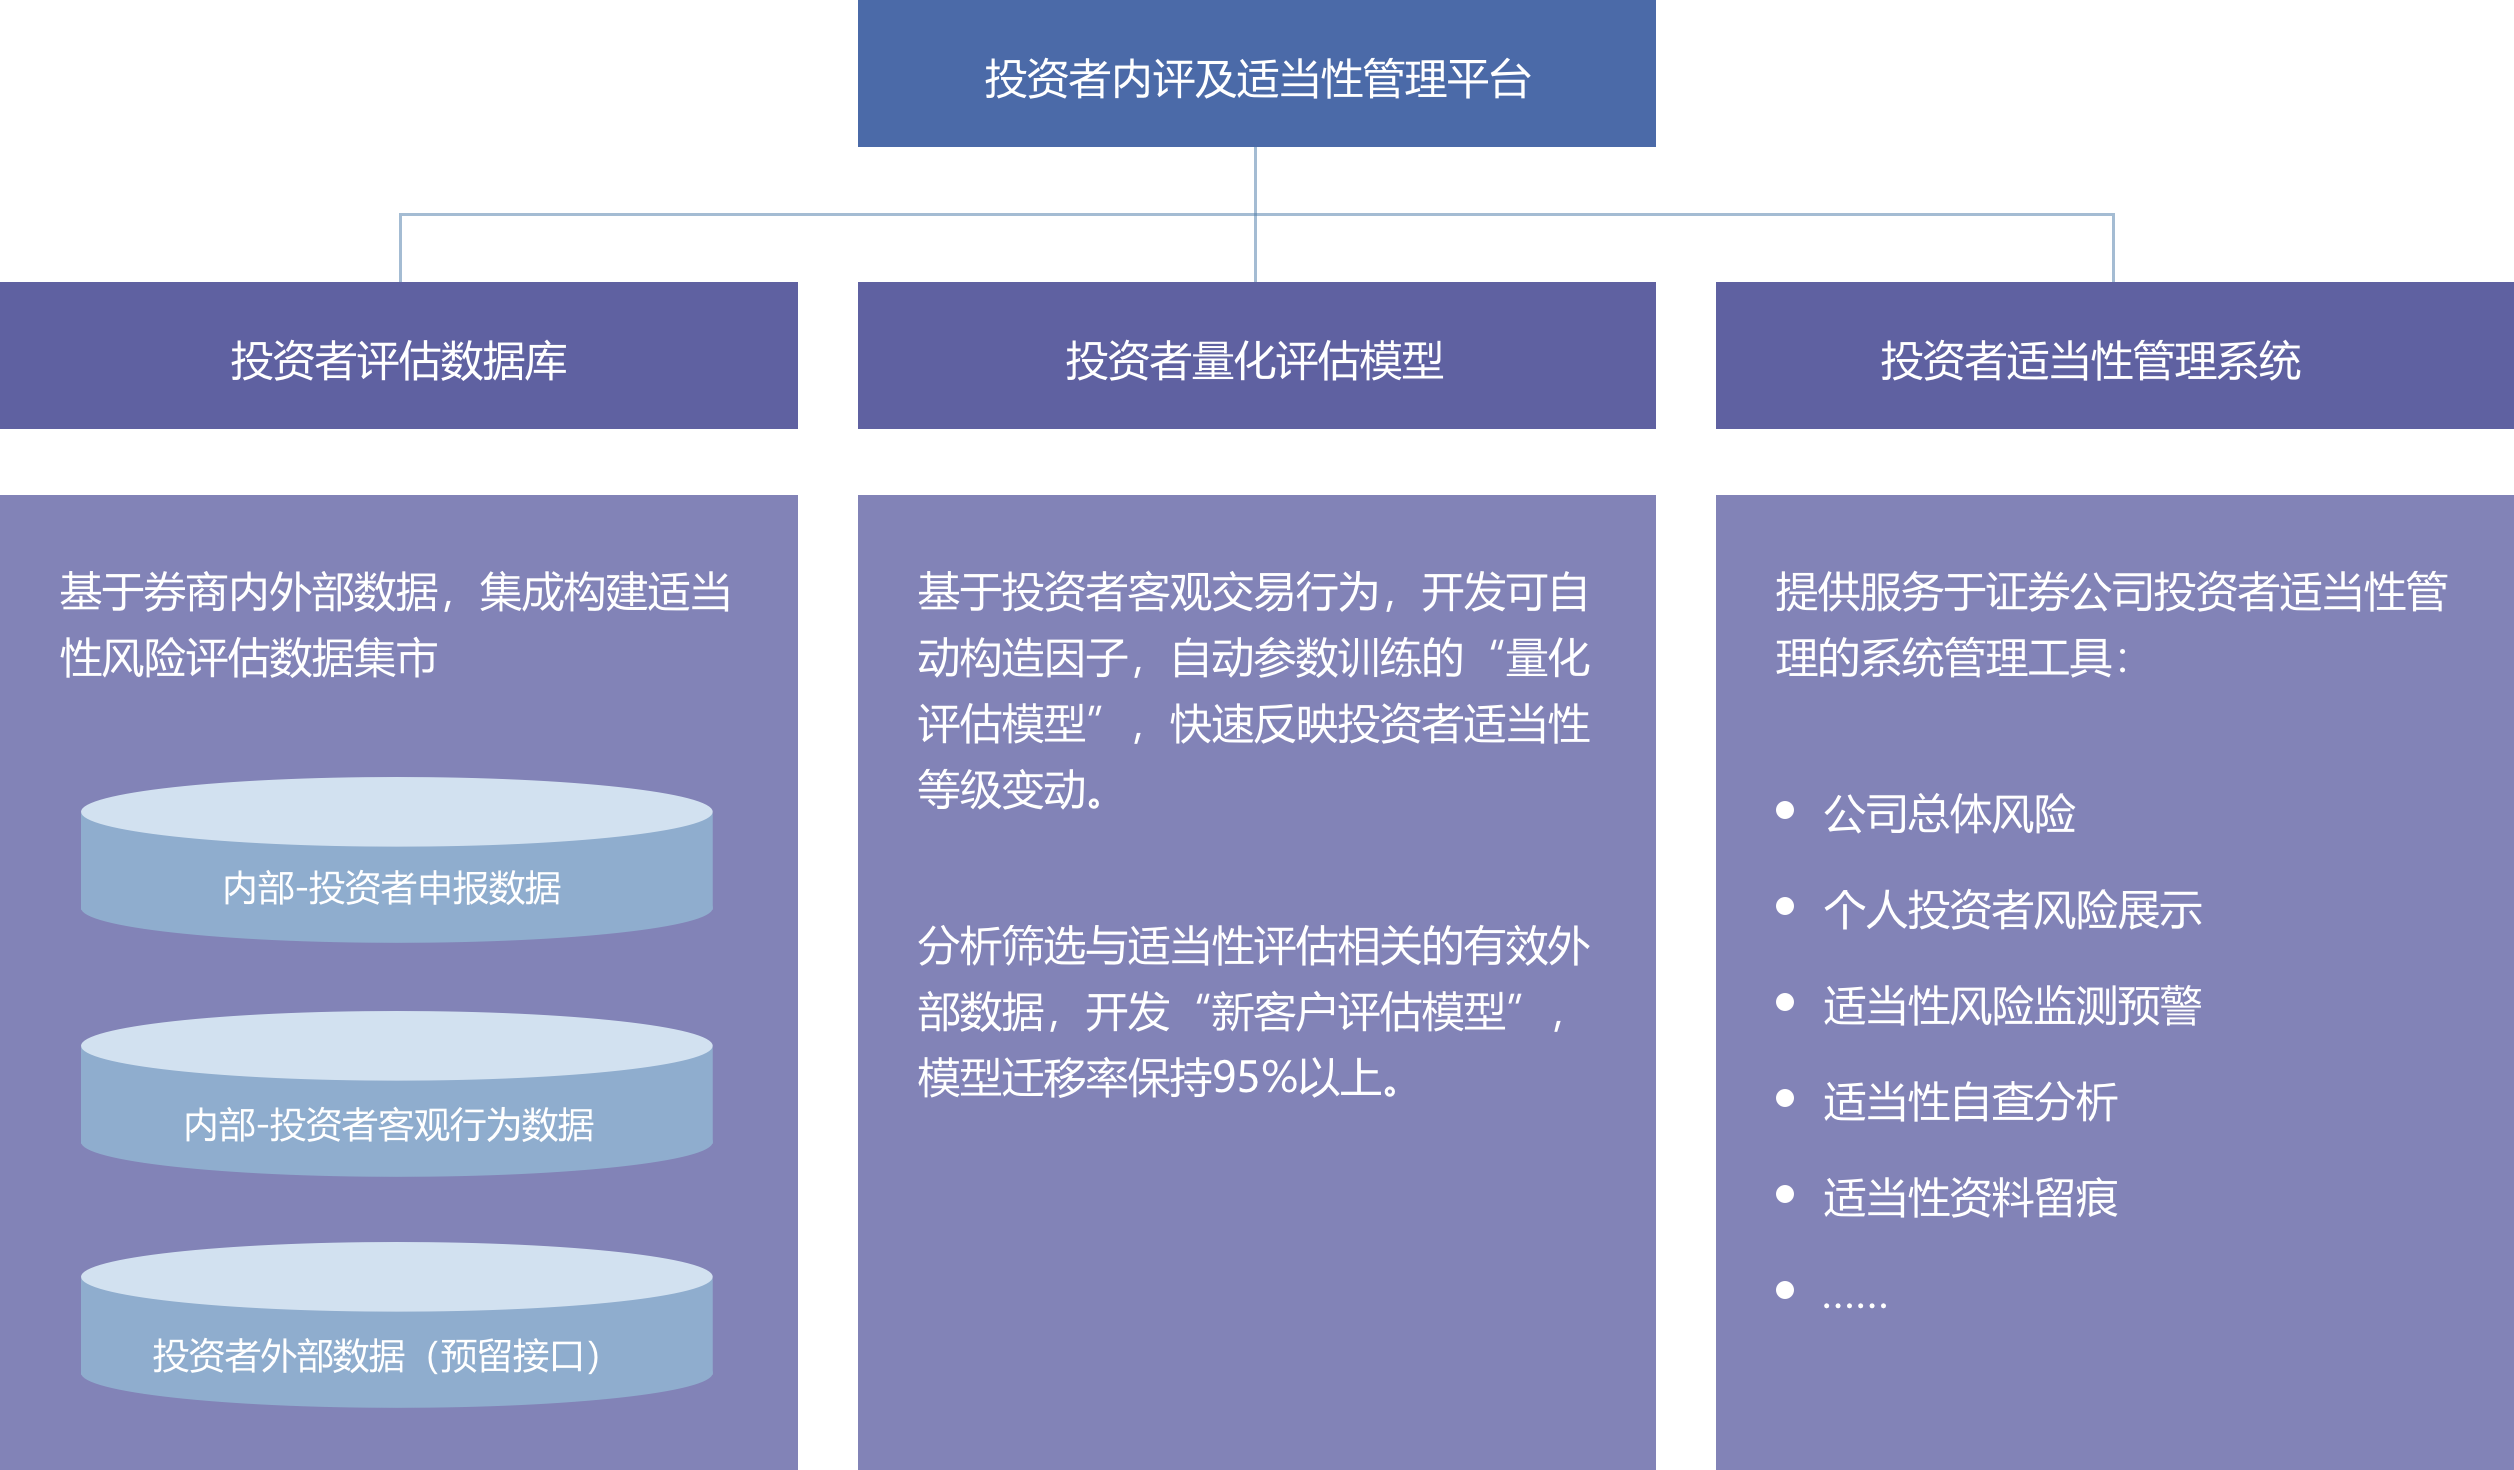 投资者内评及适当性管理平台
投资者评估数据库
投资者量化评估模型
投资者适当性管理系统
基于券商内外部数据，集成构建适当
性风险评估数据集市
内部-投资者申报数据
内部-投资者客观行为数据
投资者外部数据（预留接口）
基于投资者客观交易行为，开发可自
动构造因子，自动参数训练的“量化
评估模型”，快速反映投资者适当性
等级变动。
分析筛选与适当性评估相关的有效外
部数据，开发“新客户评估模型”，
模型迁移率保持95%以上。
提供服务于证券公司投资者适当性管
理的系统管理工具：
● 公司总体风险
● 个人投资者风险展示
● 适当性风险监测预警
● 适当性自查分析
● 适当性资料留痕
● ……